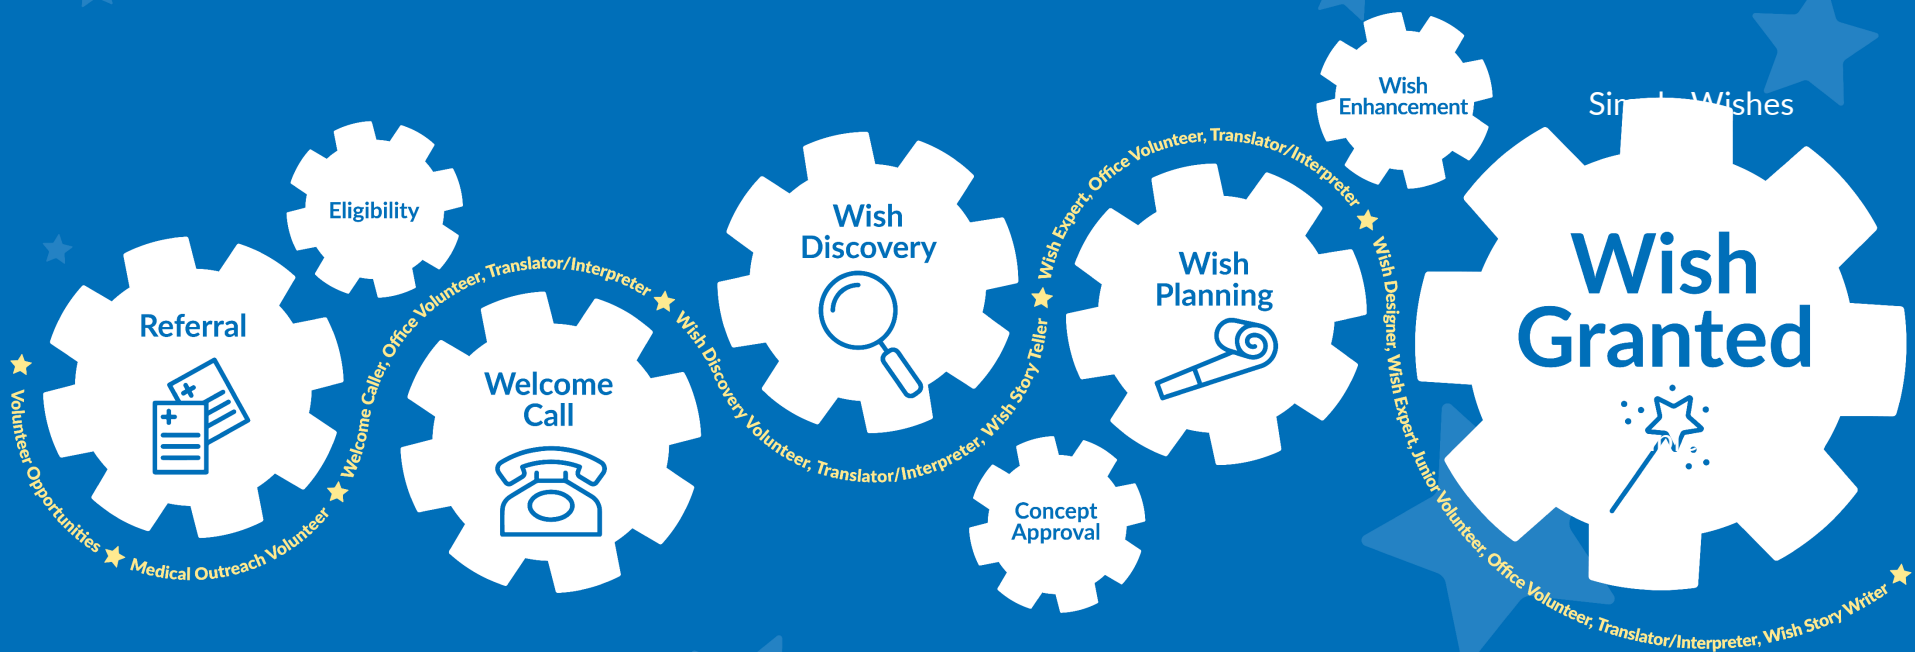 Referral
Eligibility
Welcome
Call
Wish
Discovery
Concept
Approval
Wish
Planning
Wish
Enhancement
Wishes
Wish
Granted
Volunteer Opportunities
Medical Outreach Volunteer
Welcome Caller, Office Volunteer, Translator/Interpreter
Wish Discovery Volunteer, Translator/Interpreter, Wish Story Teller
Wish Expert, Office Volunteer, Translator/Interpreter
Wish Designer, Wish Expert, Junior Volunteer, Office Volunteer, Translator/Interpreter, Wish Story Writer